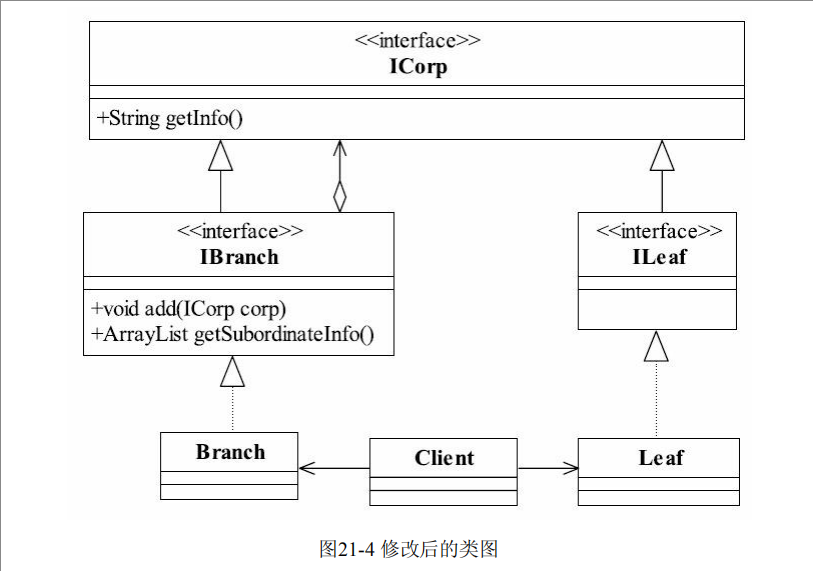 <<interface>>
ICorp
+String getInfo()
<<interface>>
IBranch
+void add(ICorp corp)
+ArrayList getSubordinateInfo()
<<interface>>
ILeaf
Branch
Client
Leaf
图21-4 修改后的类图